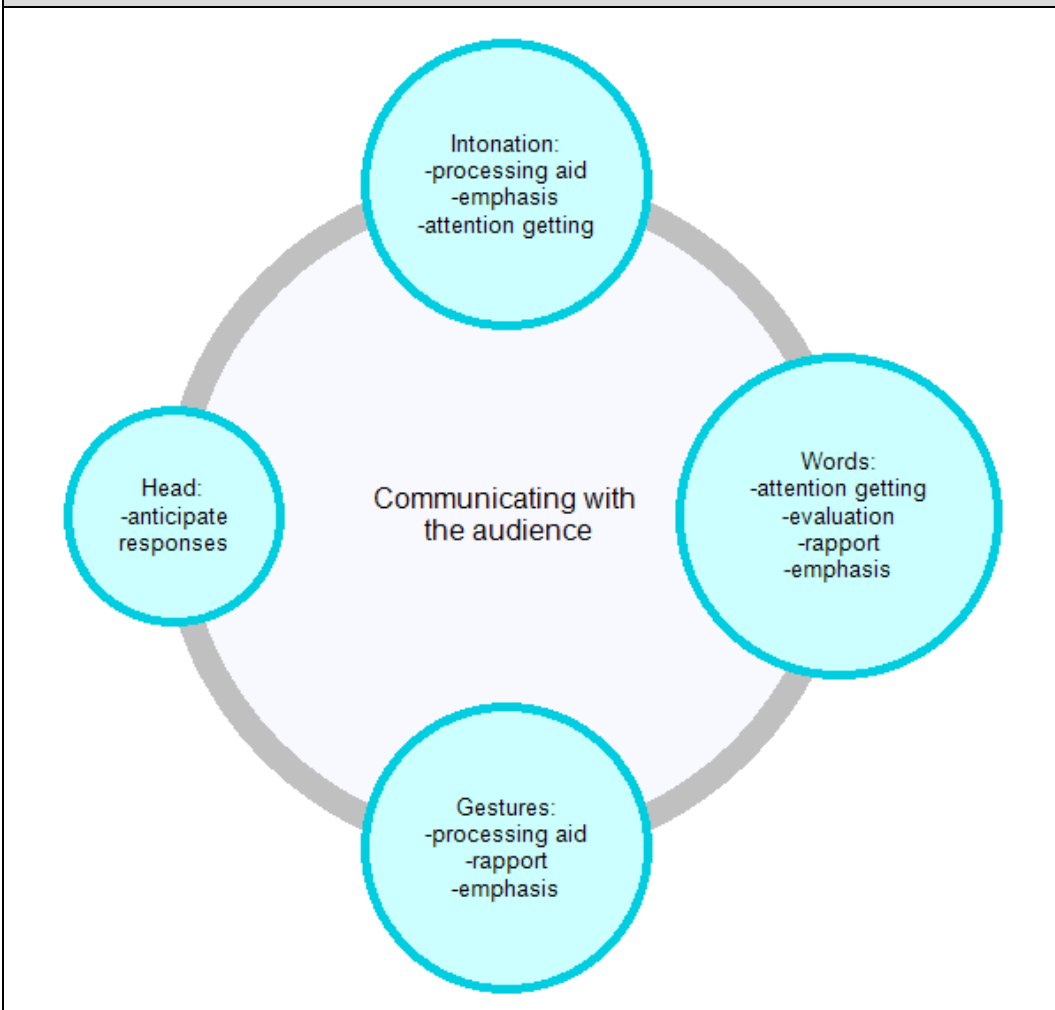 Intonation:
-processing aid
-emphasis
-attention getting
Words:
-attention getting
-evaluation
-rapport
-emphasis
Head:
-anticipate
responses
Communicating with
the audience
Gestures:
-processing aid
-rapport
-emphasis